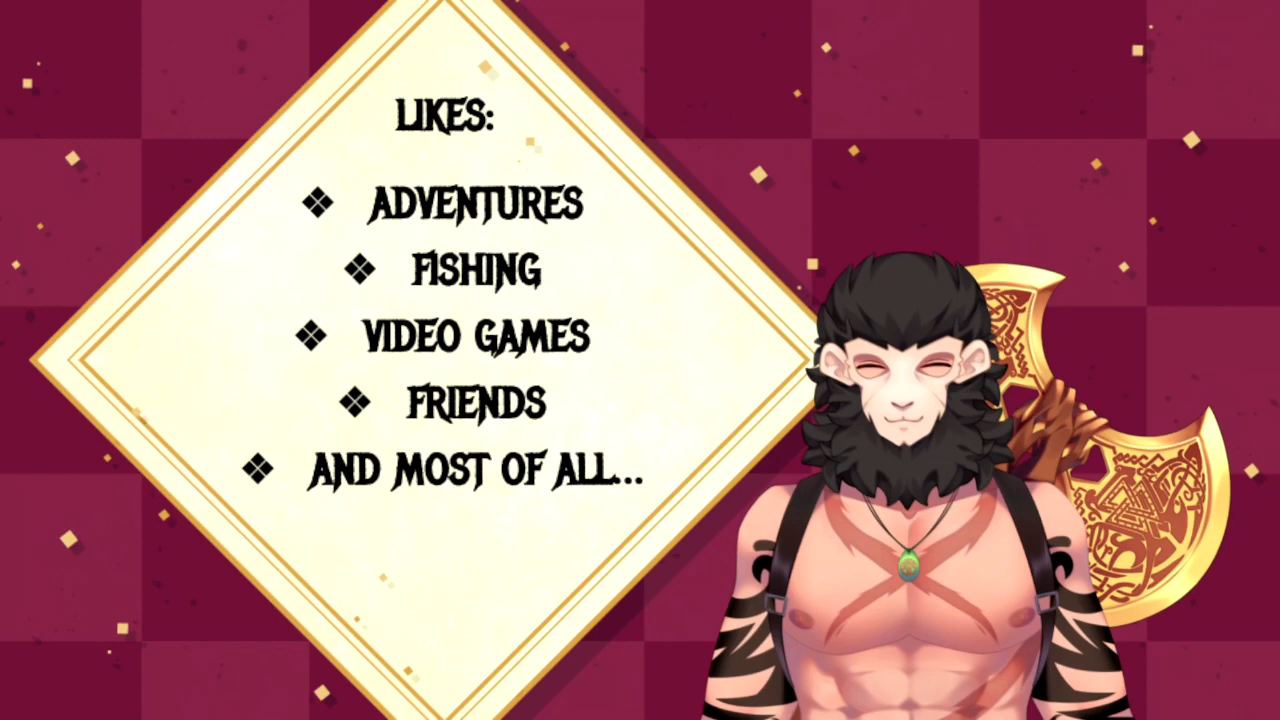 LIKES:
❖ ADVENTURES
❖ FISHING
❖ VIDEO GAMES
❖ FRIENDS
❖ AND MOST OF ALL...